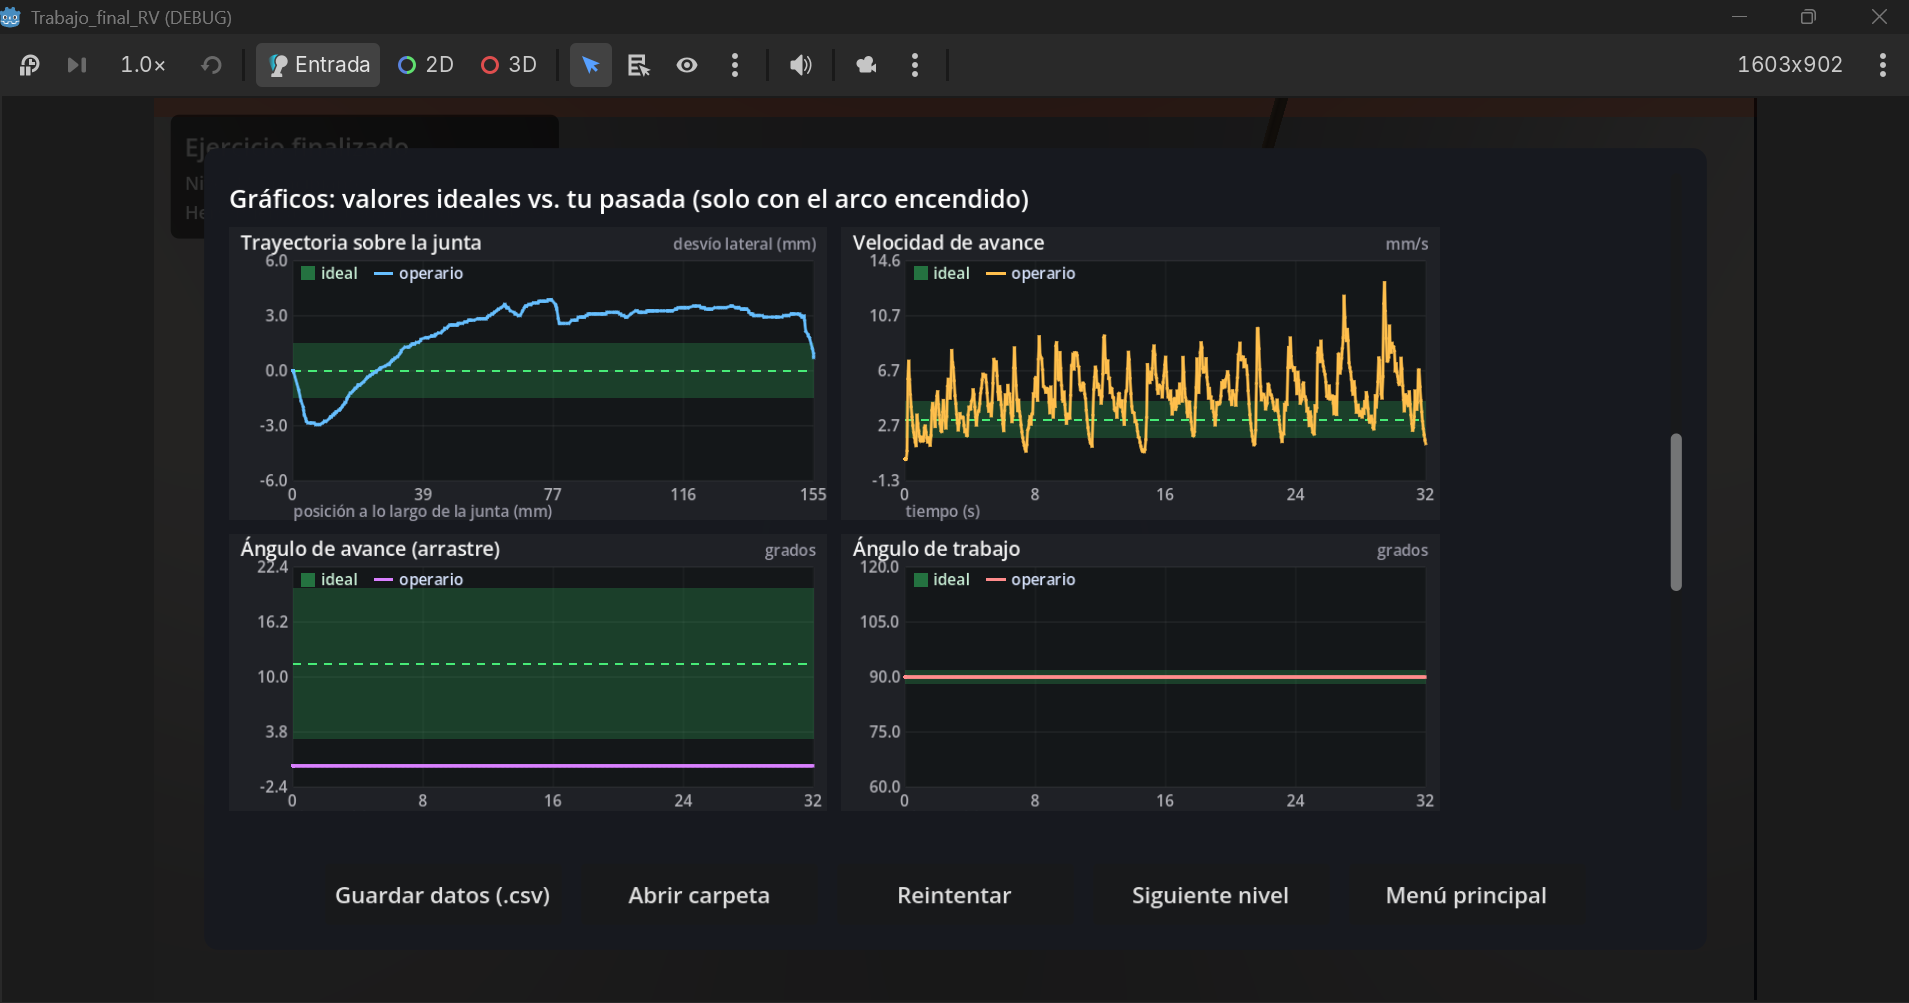 Trabajo_final_RV (DEBUG)
1.0× Entrada 2D 3D 1603x902
Ejercicio finalizado
Ni
He
Gráficos: valores ideales vs. tu pasada (solo con el arco encendido)
Trayectoria sobre la junta desvío lateral (mm)
ideal operario
6.0
3.0
0.0
-3.0
-6.0
0 39 77 116 155
posición a lo largo de la junta (mm)
Velocidad de avance mm/s
ideal operario
14.6
10.7
6.7
2.7
-1.3
0 8 16 24 32
tiempo (s)
Ángulo de avance (arrastre) grados
ideal operario
22.4
16.2
10.0
3.8
-2.4
0 8 16 24 32
Ángulo de trabajo grados
ideal operario
120.0
105.0
90.0
75.0
60.0
0 8 16 24 32
Guardar datos (.csv) Abrir carpeta Reintentar Siguiente nivel Menú principal